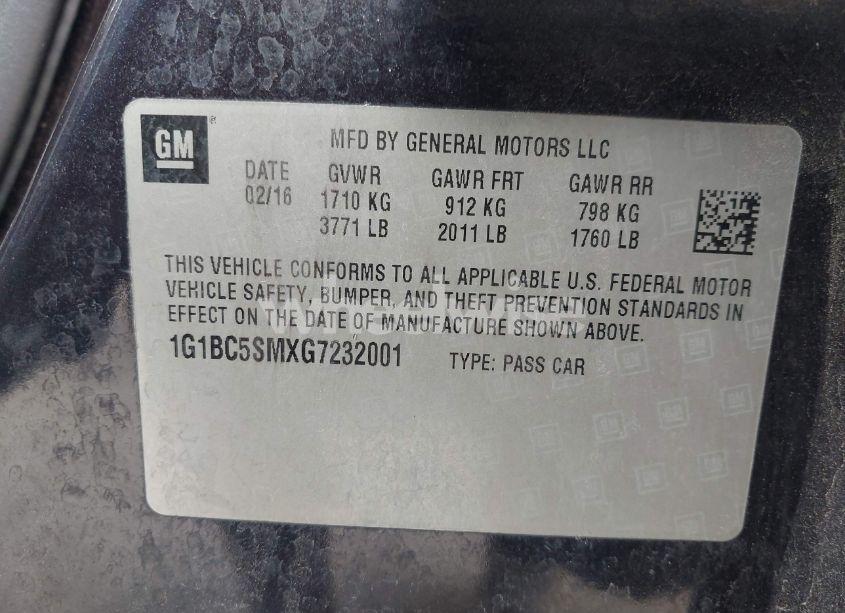 GM
MFD BY GENERAL MOTORS LLC
DATE GVWR GAWR FRT GAWR RR
02/16 1710 KG 912 KG 798 KG
3771 LB 2011 LB 1760 LB
THIS VEHICLE CONFORMS TO ALL APPLICABLE U.S. FEDERAL MOTOR
VEHICLE SAFETY, BUMPER, AND THEFT PREVENTION STANDARDS IN
EFFECT ON THE DATE OF MANUFACTURE SHOWN ABOVE.
1G1BC5SMXG7232001 TYPE: PASS CAR